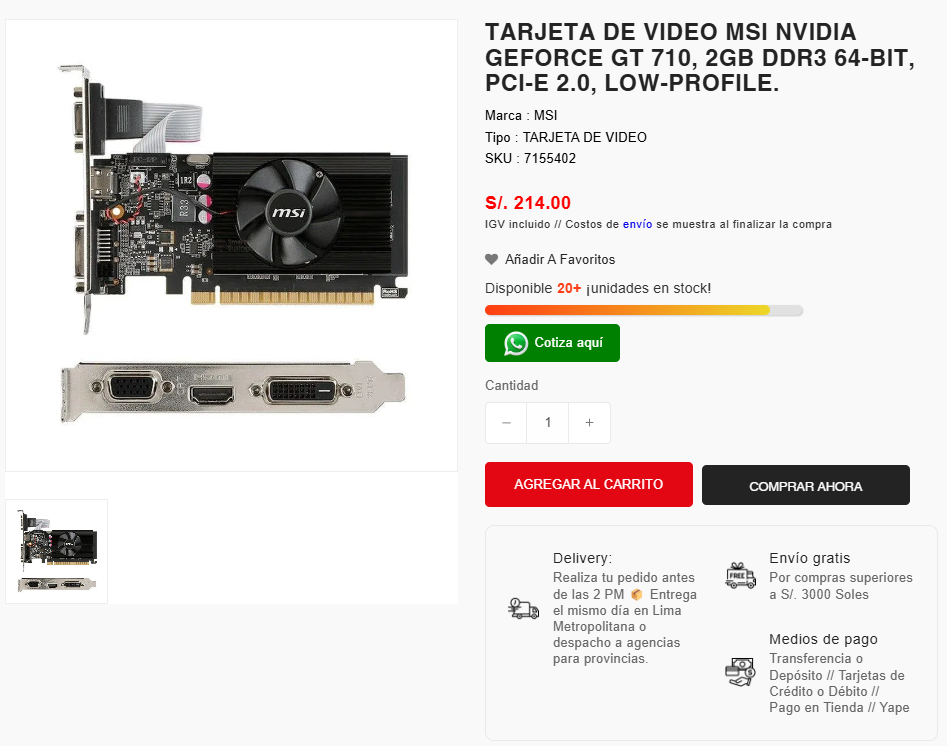 TARJETA DE VIDEO MSI NVIDIA
GEFORCE GT 710, 2GB DDR3 64-BIT,
PCI-E 2.0, LOW-PROFILE.
Marca : MSI
Tipo : TARJETA DE VIDEO
SKU : 7155402
S/. 214.00
IGV incluido // Costos de envío se muestra al finalizar la compra
Añadir A Favoritos
Disponible 20+ ¡unidades en stock!
Cotiza aquí
Cantidad
− 1 +
AGREGAR AL CARRITO
COMPRAR AHORA
Delivery:
Realiza tu pedido antes
de las 2 PM 📦 Entrega
el mismo día en Lima
Metropolitana o
despacho a agencias
para provincias.
FREE
Envío gratis
Por compras superiores
a S/. 3000 Soles
Medios de pago
Transferencia o
Depósito // Tarjetas de
Crédito o Débito //
Pago en Tienda // Yape
msi
1R2
R33